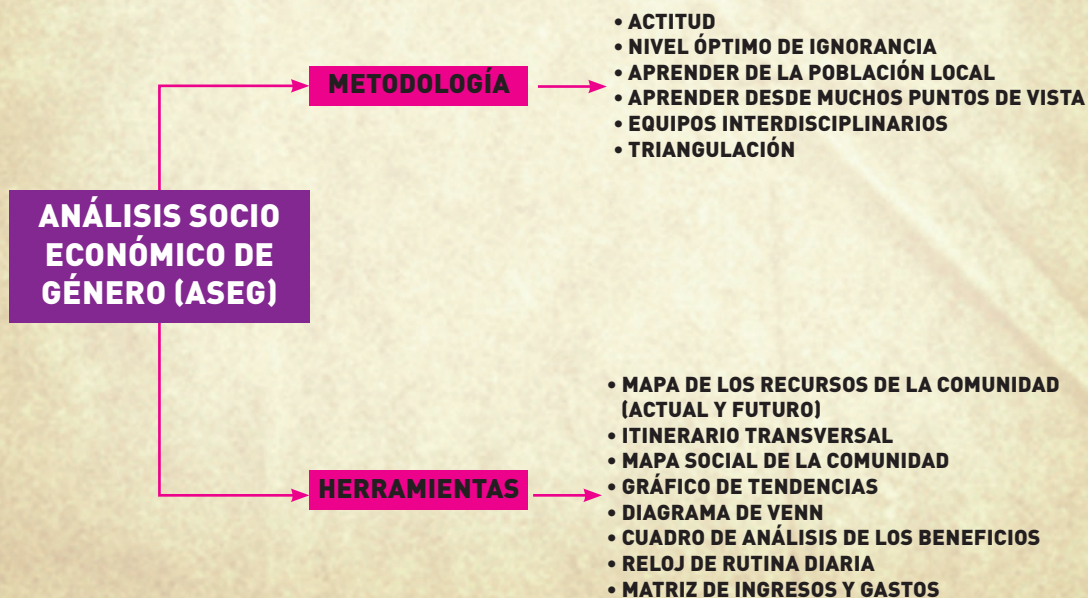 • ACTITUD
• NIVEL ÓPTIMO DE IGNORANCIA
• APRENDER DE LA POBLACIÓN LOCAL
• APRENDER DESDE MUCHOS PUNTOS DE VISTA
• EQUIPOS INTERDISCIPLINARIOS
• TRIANGULACIÓN
METODOLOGÍA
ANÁLISIS SOCIO
ECONÓMICO DE
GÉNERO (ASEG)
HERRAMIENTAS
• MAPA DE LOS RECURSOS DE LA COMUNIDAD
(ACTUAL Y FUTURO)
• ITINERARIO TRANSVERSAL
• MAPA SOCIAL DE LA COMUNIDAD
• GRÁFICO DE TENDENCIAS
• DIAGRAMA DE VENN
• CUADRO DE ANÁLISIS DE LOS BENEFICIOS
• RELOJ DE RUTINA DIARIA
• MATRIZ DE INGRESOS Y GASTOS